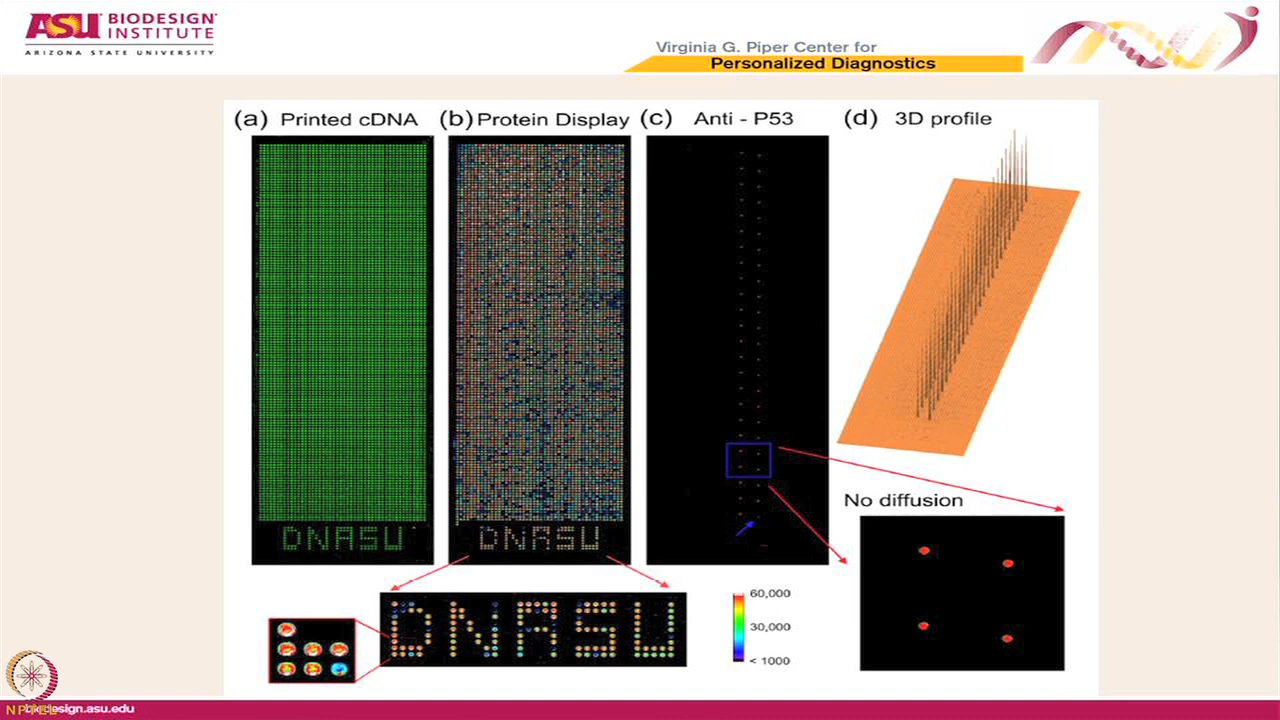 ASU BIODESIGN INSTITUTE
ARIZONA STATE UNIVERSITY
Virginia G. Piper Center for
Personalized Diagnostics
(a) Printed cDNA
(b) Protein Display
(c) Anti - P53
(d) 3D profile
DNASU
DNASU
No diffusion
DNASU
60,000
30,000
< 1000
NPTEL
biodesign.asu.edu